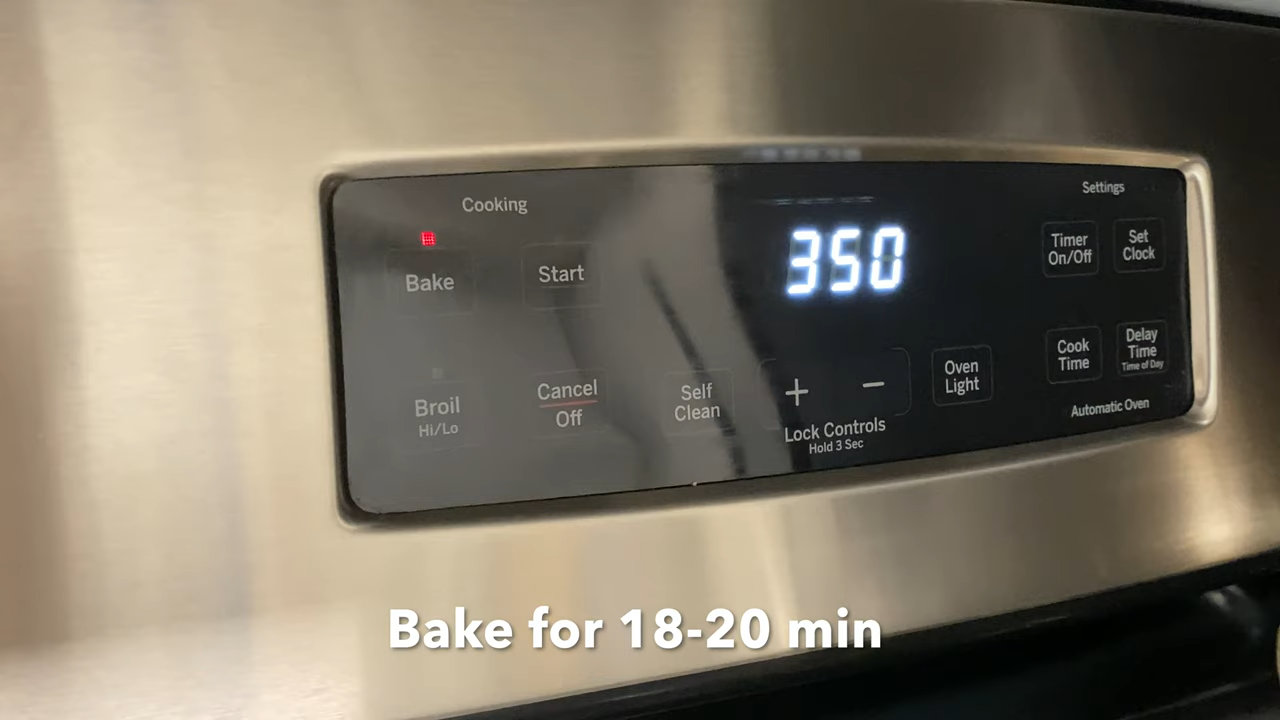 Cooking
Bake
Start
Broil
Hi/Lo
Cancel
Off
Self
Clean
350
+ −
Lock Controls
Hold 3 Sec
Oven
Light
Settings
Timer
On/Off
Set
Clock
Cook
Time
Delay
Time
Time of Day
Automatic Oven
Bake for 18-20 min